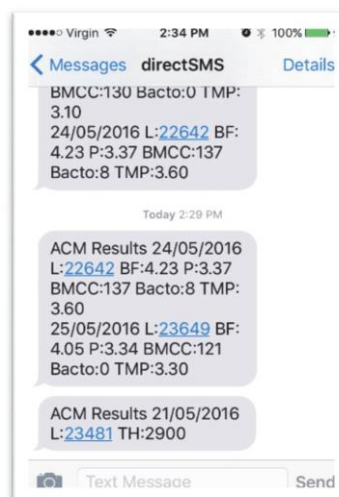 Virgin 2:34 PM 100%
Messages directSMS Details
BMCC:130 Bacto:0 TMP:
3.10
24/05/2016 L:22642 BF:
4.23 P:3.37 BMCC:137
Bacto:8 TMP:3.60
Today 2:29 PM
ACM Results 24/05/2016
L:22642 BF:4.23 P:3.37
BMCC:137 Bacto:8 TMP:
3.60
25/05/2016 L:23649 BF:
4.05 P:3.34 BMCC:121
Bacto:0 TMP:3.30
ACM Results 21/05/2016
L:23481 TH:2900
Text Message Send